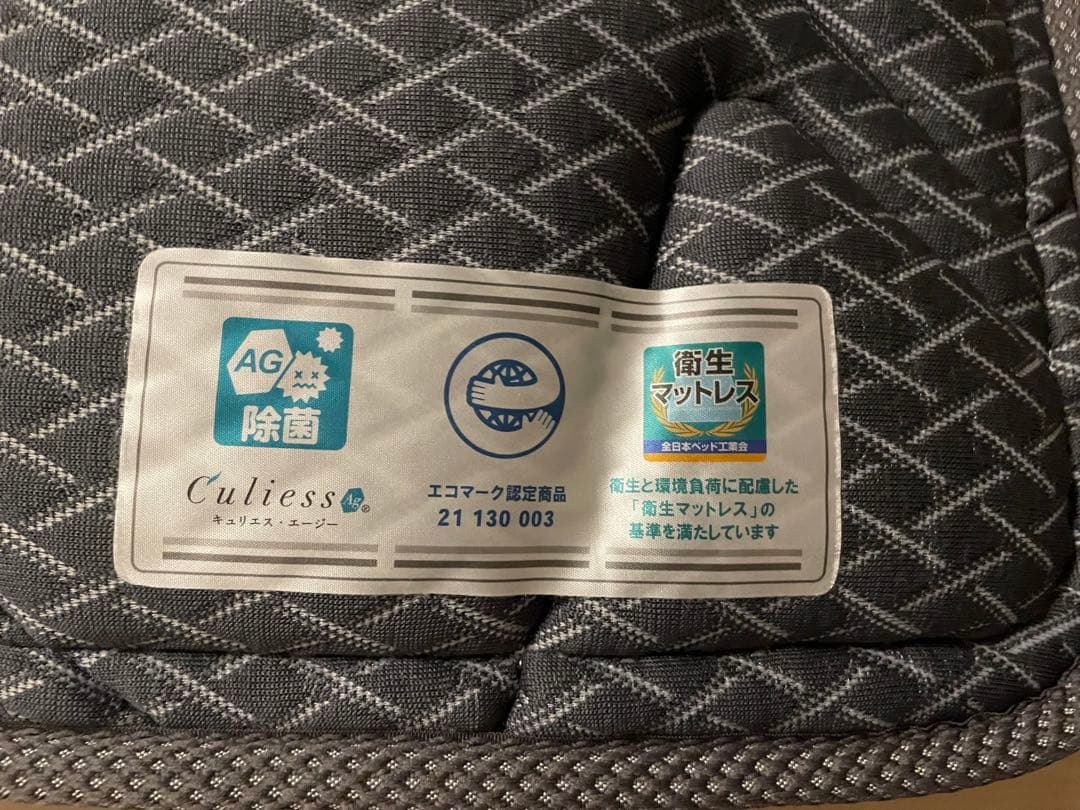 AG
除菌
Culiess Ag®
キュリエス・エージー
エコマーク認定商品
21 130 003
衛生
マットレス
全日本ベッド工業会
衛生と環境負荷に配慮した
「衛生マットレス」の
基準を満たしています